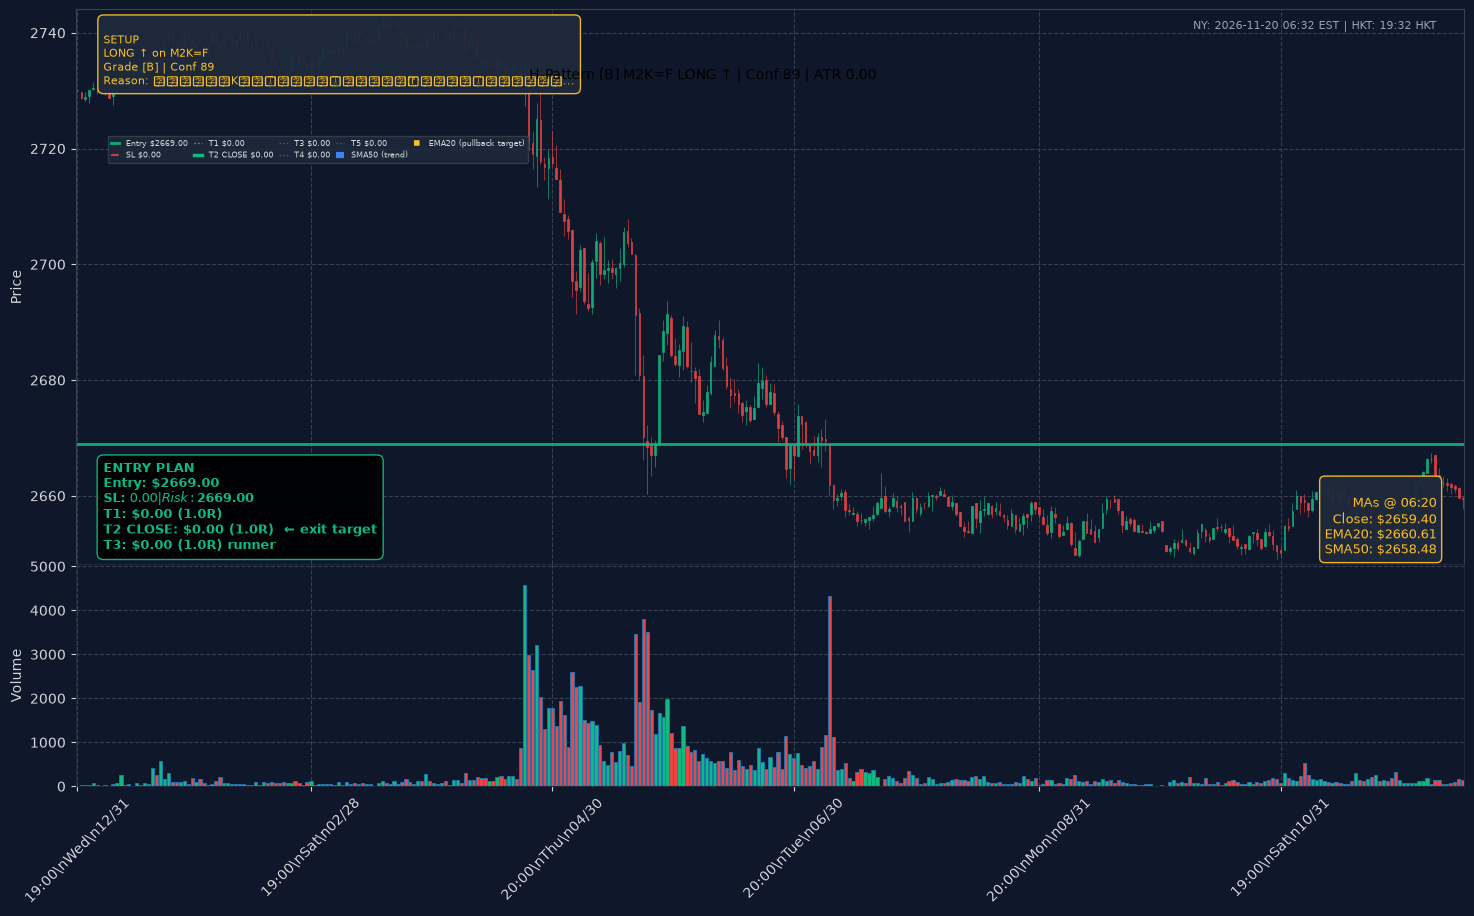 NY: 2026-11-20 06:32 EST | HKT: 19:32 HKT
SETUP
LONG ↑ on M2K=F
Grade [B] | Conf 89
Reason:
H-Pattern [B] M2K=F LONG ↑ | Conf 89 | ATR 0.00
Entry $2669.00 T1 $0.00 T3 $0.00 T5 $0.00 EMA20 (pullback target)
SL $0.00 T2 CLOSE $0.00 T4 $0.00 SMA50 (trend)
Price
2740
2720
2700
2680
2660
ENTRY PLAN
Entry: $2669.00
SL: 0.00|Risk:2669.00
T1: $0.00 (1.0R)
T2 CLOSE: $0.00 (1.0R) ← exit target
T3: $0.00 (1.0R) runner
MAs @ 06:20
Close: $2659.40
EMA20: $2660.61
SMA50: $2658.48
Volume
5000
4000
3000
2000
1000
0
19:00\nWed\n12/31
19:00\nSat\n02/28
20:00\nThu\n04/30
20:00\nTue\n06/30
20:00\nMon\n08/31
19:00\nSat\n10/31